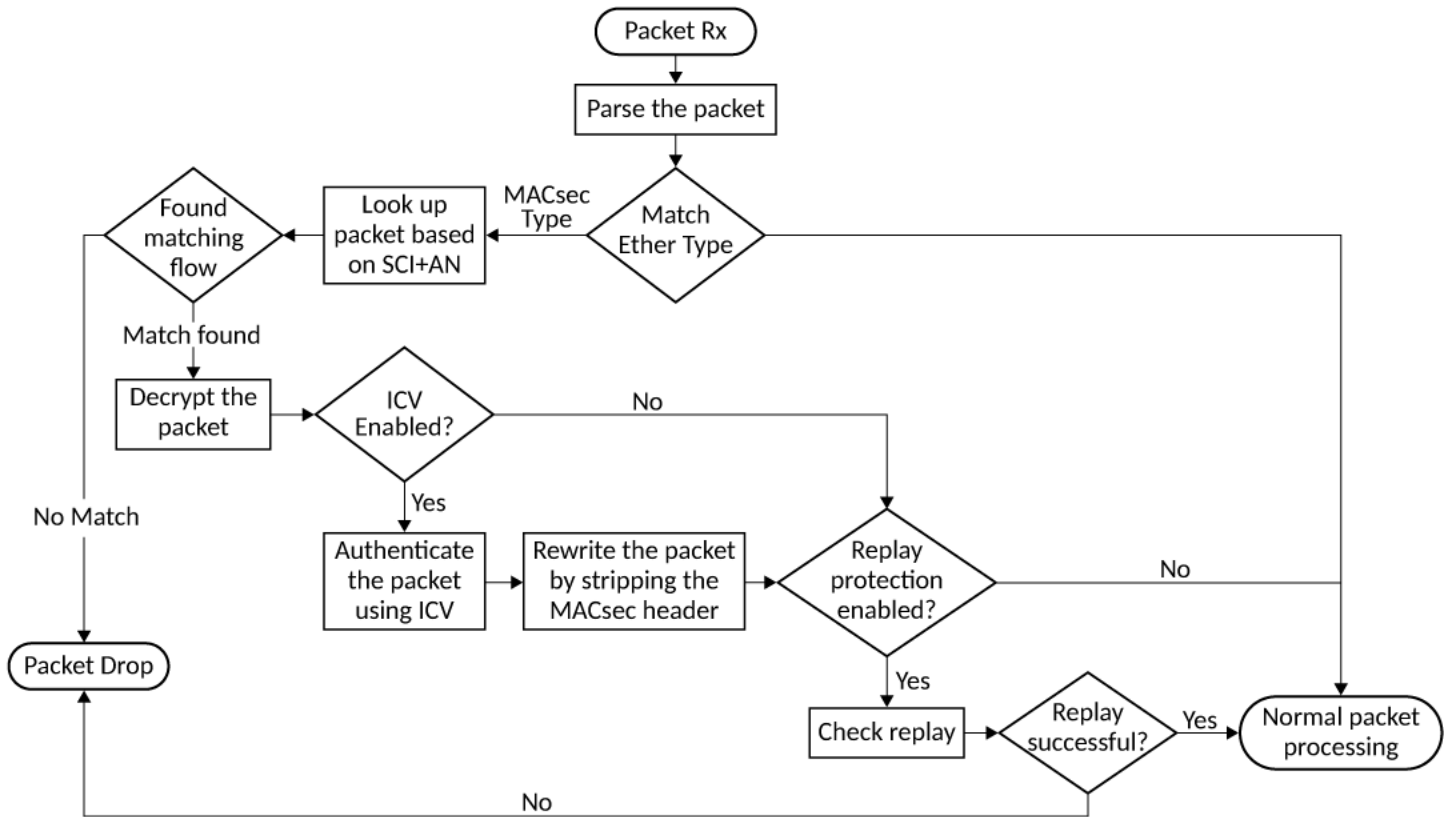 Packet Rx
Parse the packet
Match
Ether Type
MACsec
Type
Look up
packet based
on SCI+AN
Found
matching
flow
Match found
Decrypt the
packet
ICV
Enabled?
No
Yes
No Match
Authenticate
the packet
using ICV
Rewrite the packet
by stripping the
MACsec header
Replay
protection
enabled?
No
Yes
Packet Drop
Check replay
Replay
successful?
Yes
Normal packet
processing
No